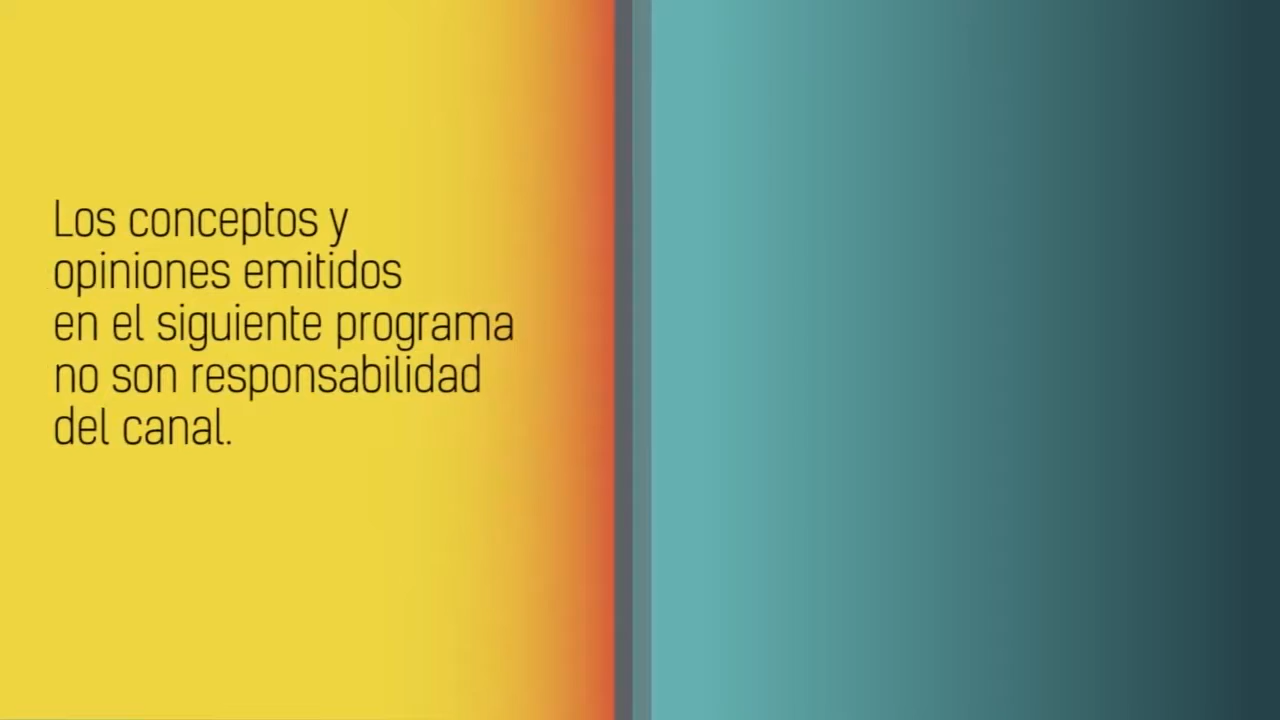 Los conceptos y
opiniones emitidos
en el siguiente programa
no son responsabilidad
del canal.